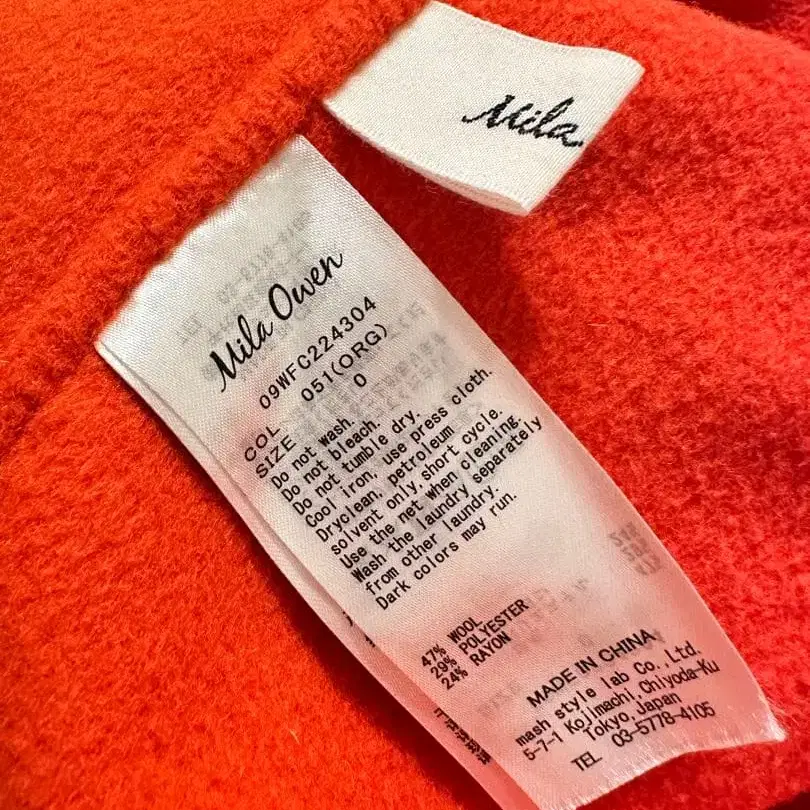 Mila
Mila Owen
09WFC224304
COL 051(ORG)
SIZE 0
Do not wash.
Do not bleach.
Do not tumble dry.
Cool iron, use press cloth.
Dryclean, petroleum
solvent only, short cycle.
Use the net when cleaning.
Wash the laundry separately
from other laundry.
Dark colors may run.
47% WOOL
29% POLYESTER
24% RAYON
MADE IN CHINA
mash style lab Co., Ltd.
5-7-1 Kojimachi, Chiyoda-Ku
Tokyo, Japan
TEL 03-5778-4105